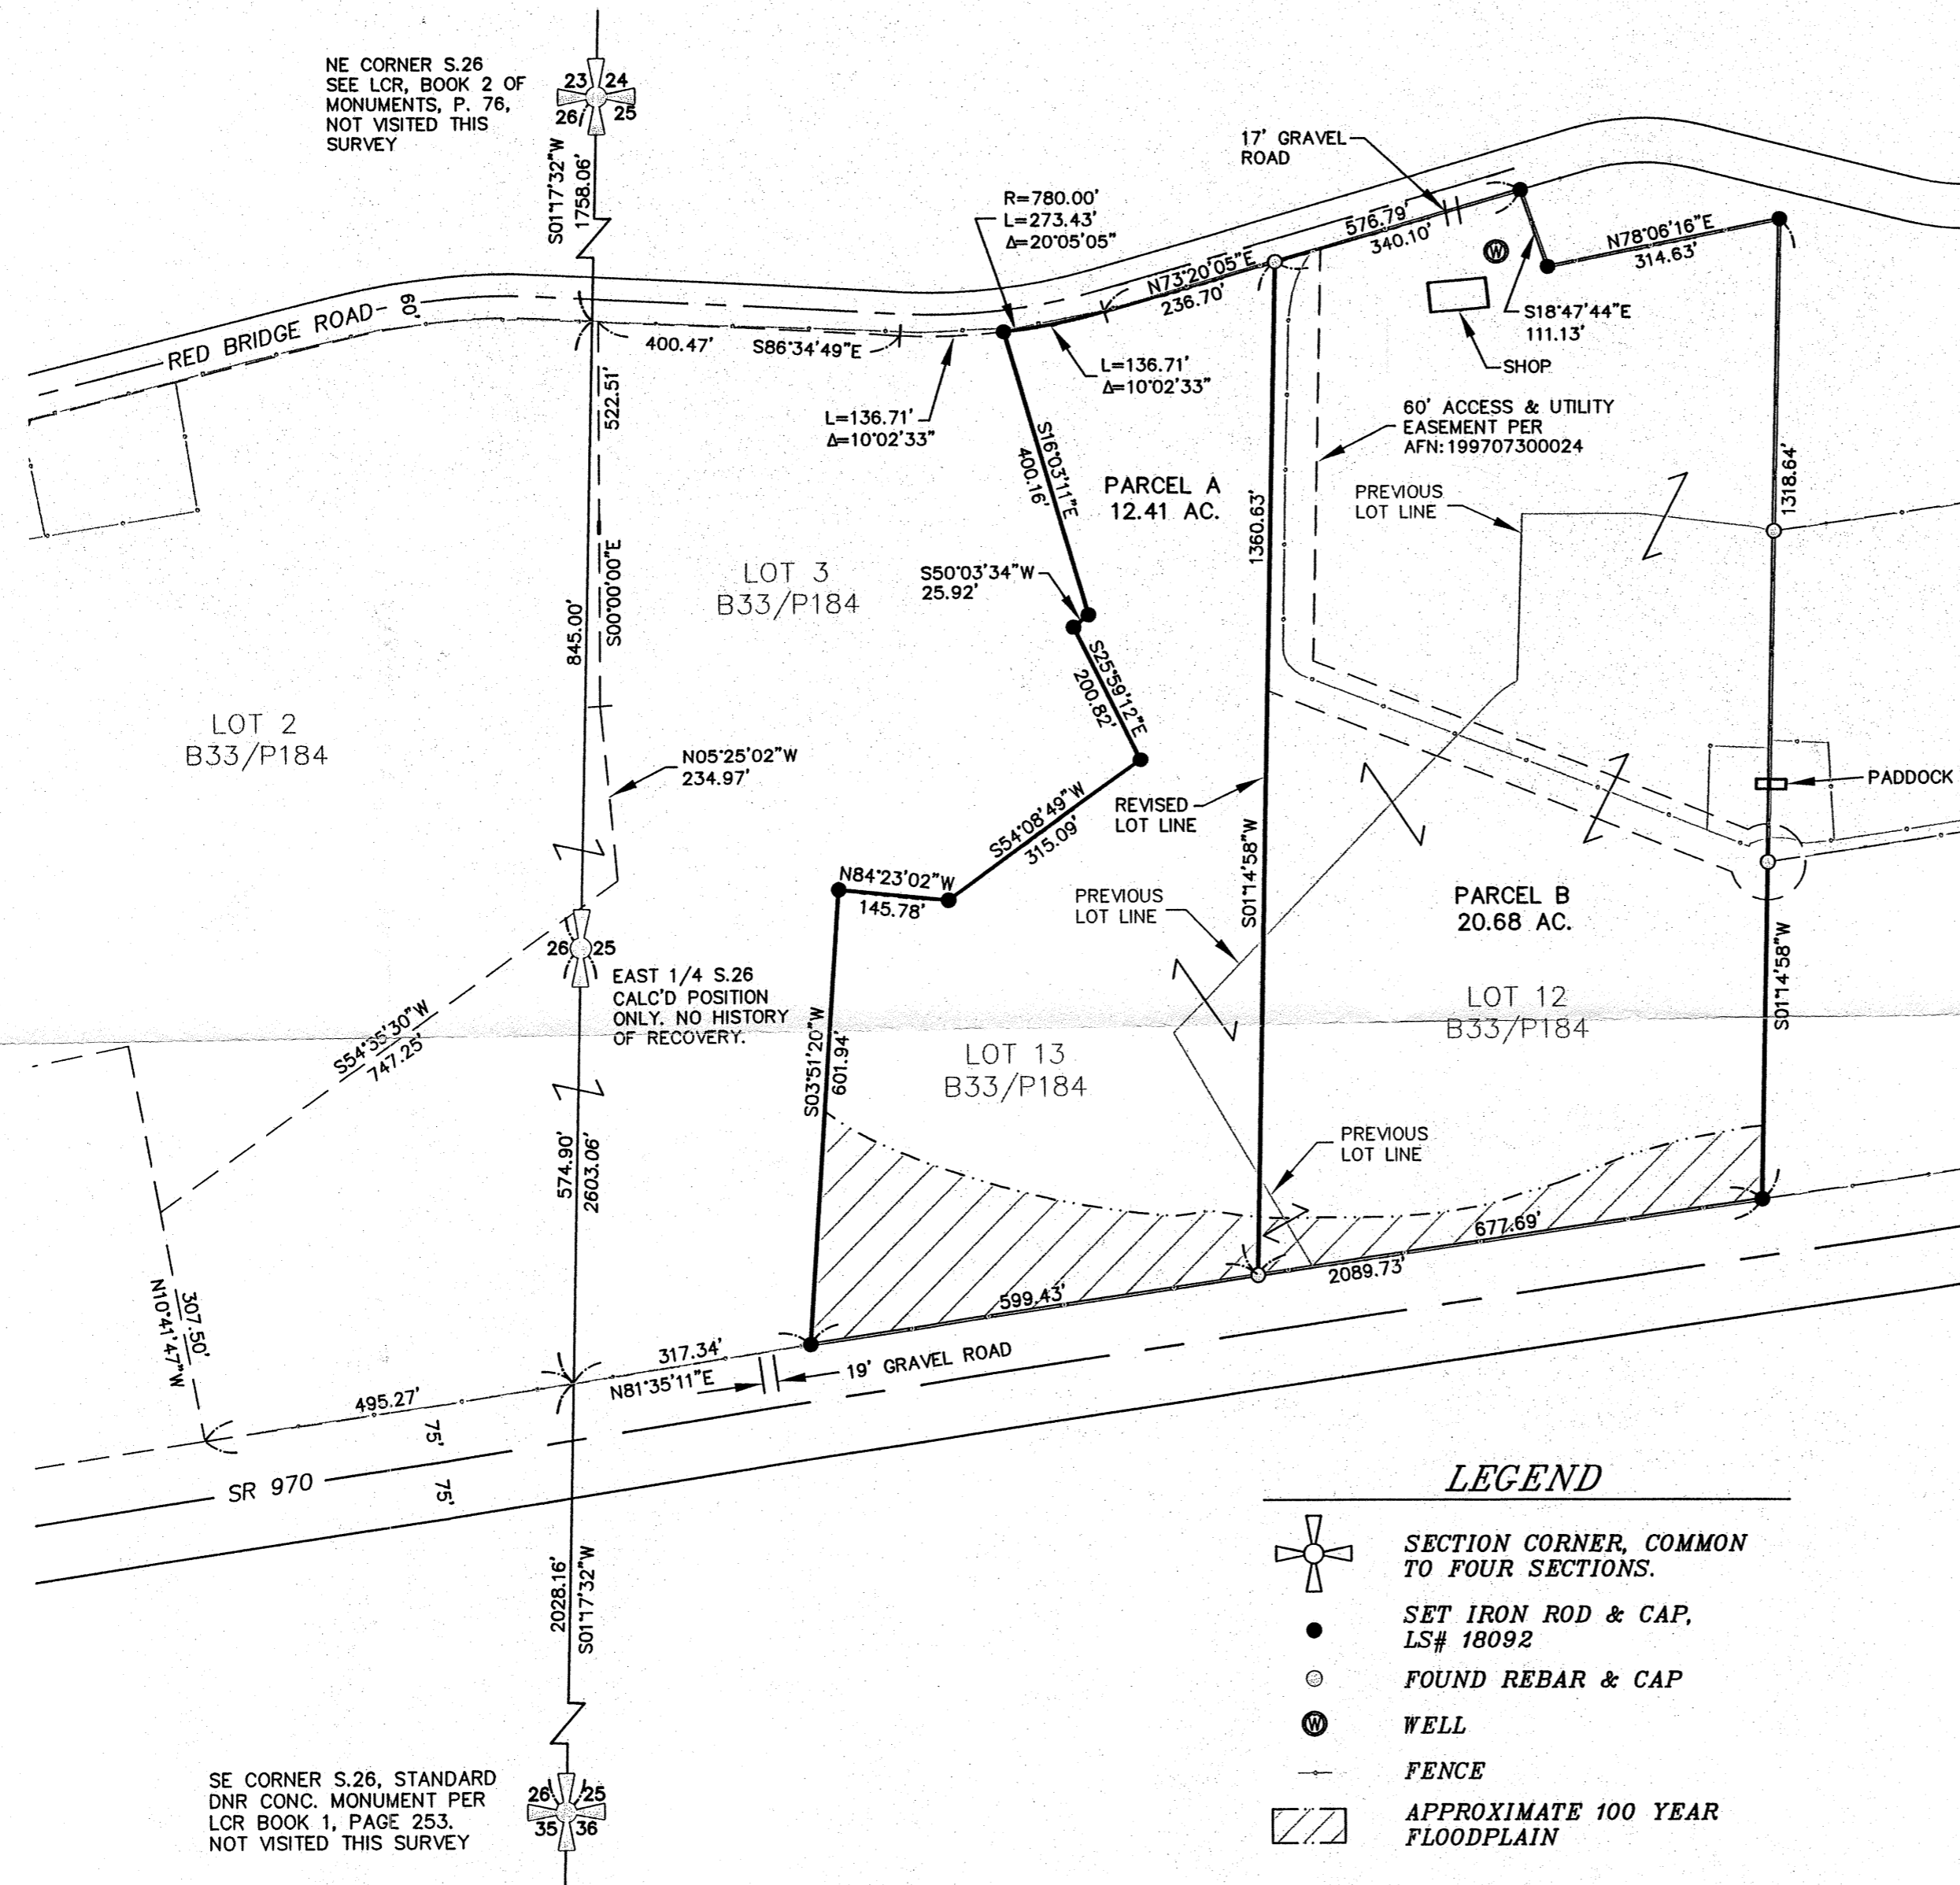 NE CORNER S.26
SEE LCR, BOOK 2 OF
MONUMENTS, P. 76,
NOT VISITED THIS
SURVEY
23 24
26 25
S01°17'32"W
1758.06'
17' GRAVEL
ROAD
R=780.00'
L=273.43'
Δ=20°05'05"
576.79'
340.10'
N78°06'16"E
314.63'
N73°20'05"E
236.70'
W
S18°47'44"E
111.13'
SHOP
RED BRIDGE ROAD
60'
400.47'
S86°34'49"E
L=136.71'
Δ=10°02'33"
L=136.71'
Δ=10°02'33"
522.51'
60' ACCESS & UTILITY
EASEMENT PER
AFN:199707300024
S16°03'11"E
400.16'
PARCEL A
12.41 AC.
1360.63'
PREVIOUS
LOT LINE
1318.64'
LOT 3
B33/P184
S50°03'34"W
25.92'
845.00'
S00°00'00"E
S25°59'12"E
200.82'
LOT 2
B33/P184
N05°25'02"W
234.97'
REVISED
LOT LINE
PADDOCK
S54°08'49"W
315.09'
S01°14'58"W
N84°23'02"W
145.78'
PREVIOUS
LOT LINE
PARCEL B
20.68 AC.
26 25
EAST 1/4 S.26
CALC'D POSITION
ONLY. NO HISTORY
OF RECOVERY.
S01°14'58"W
LOT 12
B33/P184
S54°35'30"W
747.25'
S03°51'20"W
601.94'
LOT 13
B33/P184
574.90'
2603.06'
PREVIOUS
LOT LINE
677.69'
2089.73'
599.43'
307.50'
N10°41'47"W
317.34'
N81°35'11"E
19' GRAVEL ROAD
495.27'
75'
SR 970
75'
2028.16'
S01°17'32"W
SE CORNER S.26, STANDARD
DNR CONC. MONUMENT PER
LCR BOOK 1, PAGE 253.
NOT VISITED THIS SURVEY
26 25
35 36
LEGEND
SECTION CORNER, COMMON
TO FOUR SECTIONS.
SET IRON ROD & CAP,
LS# 18092
FOUND REBAR & CAP
W
WELL
FENCE
APPROXIMATE 100 YEAR
FLOODPLAIN